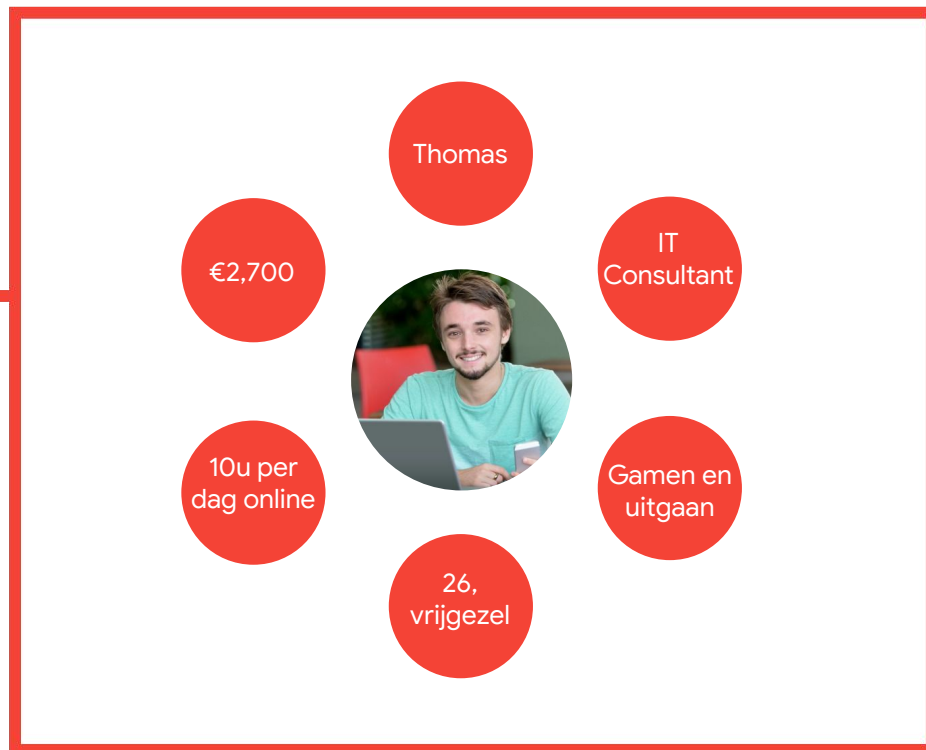 Thomas
IT
Consultant
Gamen en
uitgaan
26,
vrijgezel
10u per
dag online
€2,700